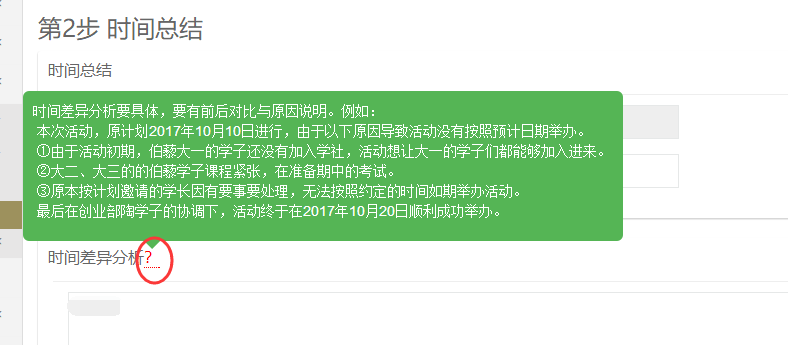 第2步 时间总结
时间总结
时间差异分析要具体，要有前后对比与原因说明。例如：
本次活动，原计划2017年10月10日进行，由于以下原因导致活动没有按照预计日期举办。
①由于活动初期，伯藜大一的学子还没有加入学社，活动想让大一的学子们都能够加入进来。
②大二、大三的的伯藜学子课程紧张，在准备期中的考试。
③原本按计划邀请的学长因有要事要处理，无法按照约定的时间如期举办活动。
最后在创业部陶学子的协调下，活动终于在2017年10月20日顺利成功举办。
时间差异分析?